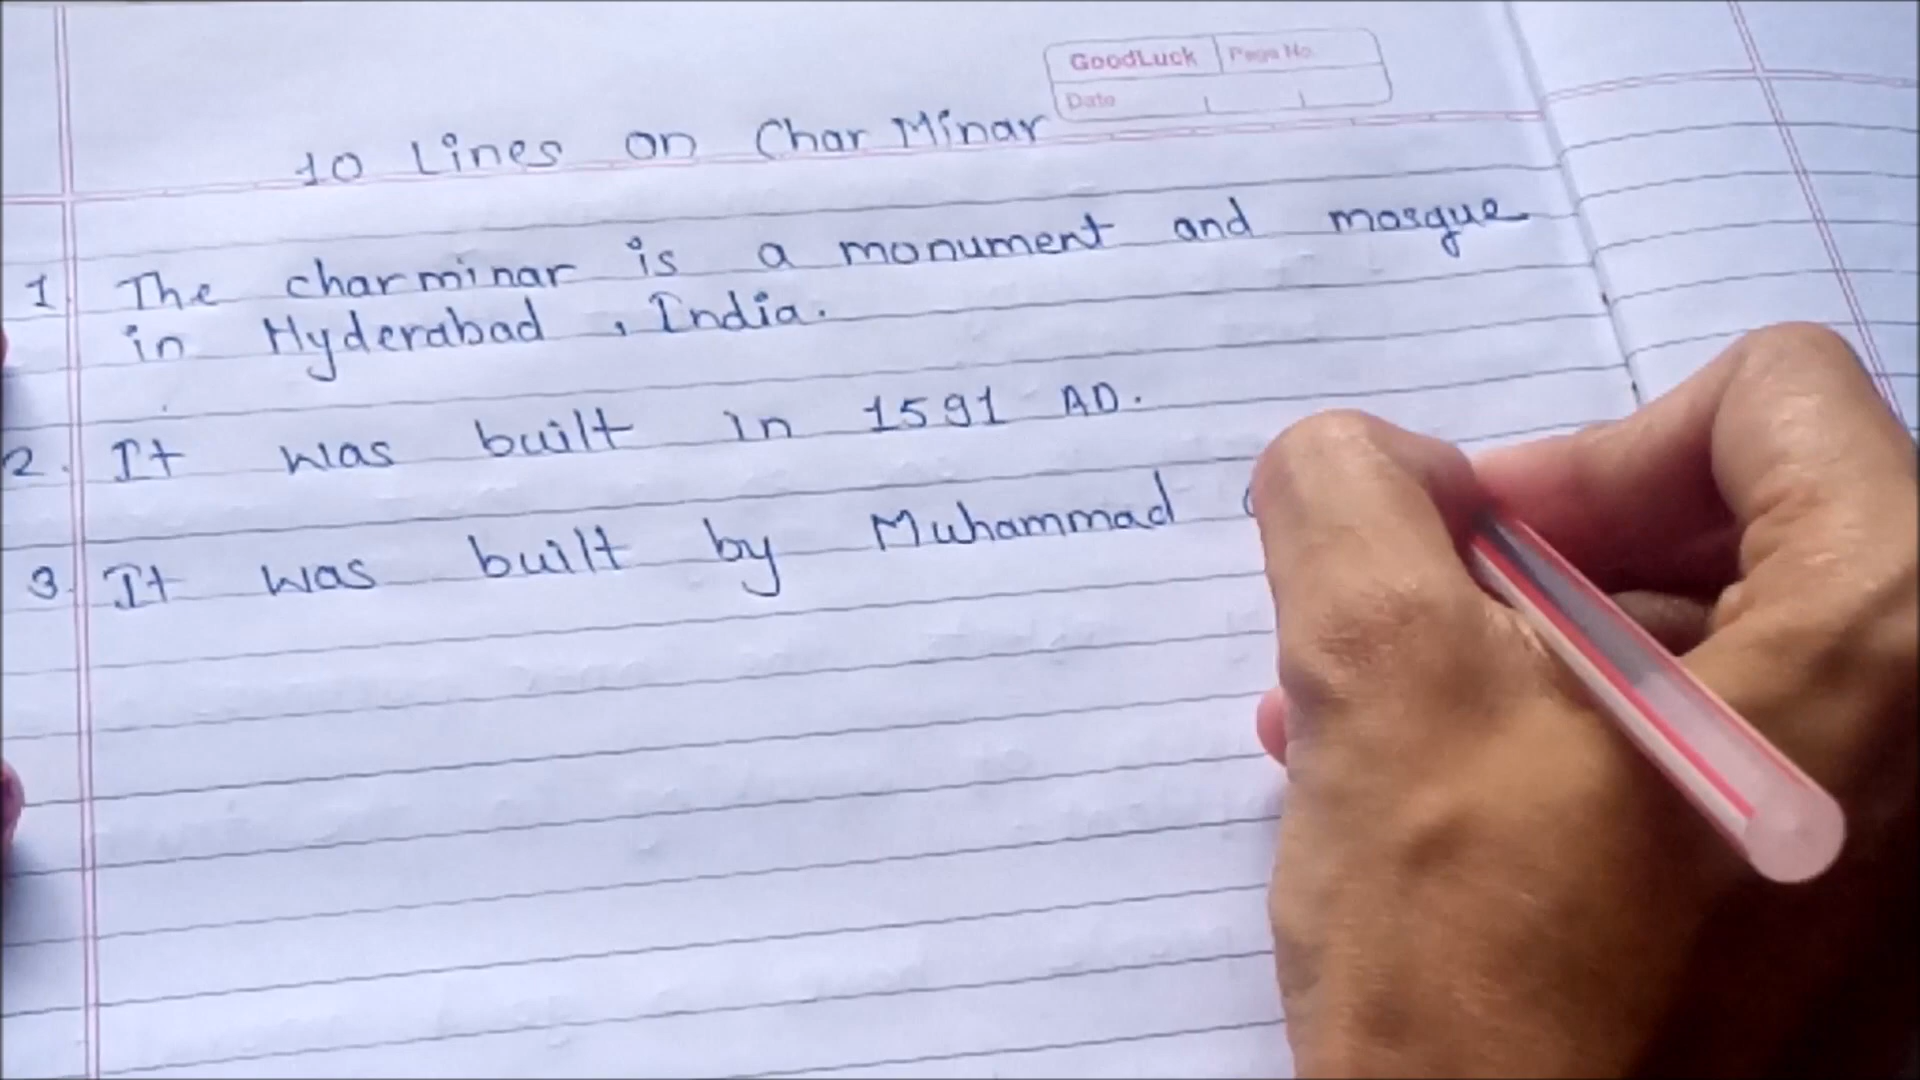 GoodLuck Page No.
Date
10 Lines on Char Minar
1. The charminar is a monument and mosque
in Hyderabad , India.
2. It was built in 1591 AD.
3. It was built by Muhammad